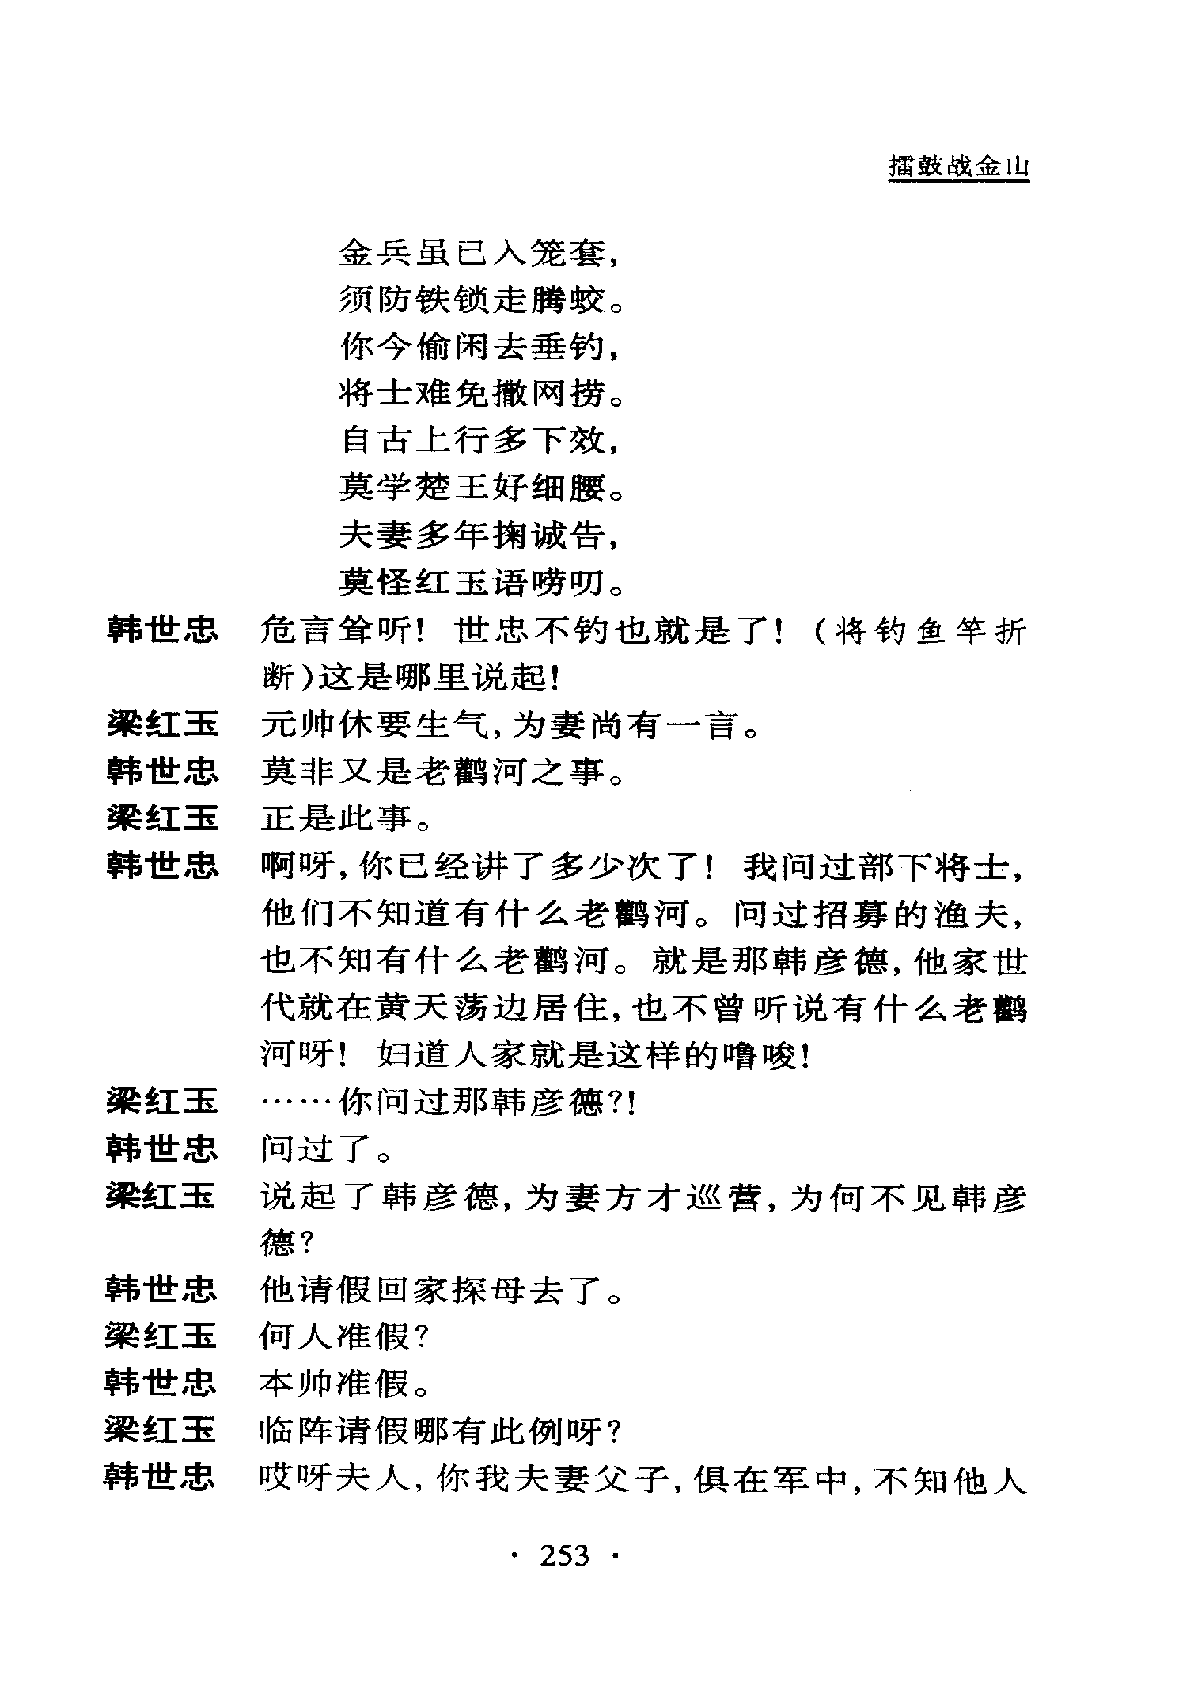 擂鼓战金山
金兵虽已入笼套，
须防铁锁走腾蛟。
你今偷闲去垂钓，
将士难免撒网捞。
自古上行多下效，
莫学楚王好细腰。
夫妻多年掬诚告，
莫怪红玉语唠叨。
韩世忠 危言耸听！世忠不钓也就是了！(将钓鱼竿折
断)这是哪里说起！
梁红玉 元帅休要生气，为妻尚有一言。
韩世忠 莫非又是老鹳河之事。
梁红玉 正是此事。
韩世忠 啊呀，你已经讲了多少次了！我问过部下将士，
他们不知道有什么老鹳河。问过招募的渔夫，
也不知有什么老鹳河。就是那韩彦德，他家世
代就在黄天荡边居住，也不曾听说有什么老鹳
河呀！妇道人家就是这样的噜唆！
梁红玉 ……你问过那韩彦德?!
韩世忠 问过了。
梁红玉 说起了韩彦德，为妻方才巡营，为何不见韩彦
德？
韩世忠 他请假回家探母去了。
梁红玉 何人准假？
韩世忠 本帅准假。
梁红玉 临阵请假哪有此例呀？
韩世忠 哎呀夫人，你我夫妻父子，俱在军中，不知他人
· 253 ·